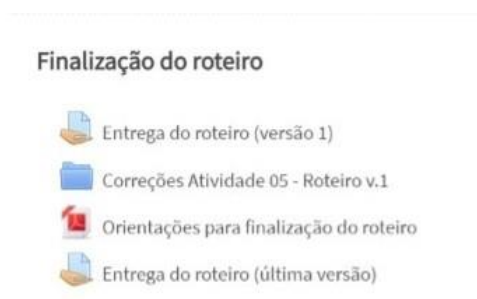 Finalização do roteiro
Entrega do roteiro (versão 1)
Correções Atividade 05 - Roteiro v.1
Orientações para finalização do roteiro
Entrega do roteiro (última versão)